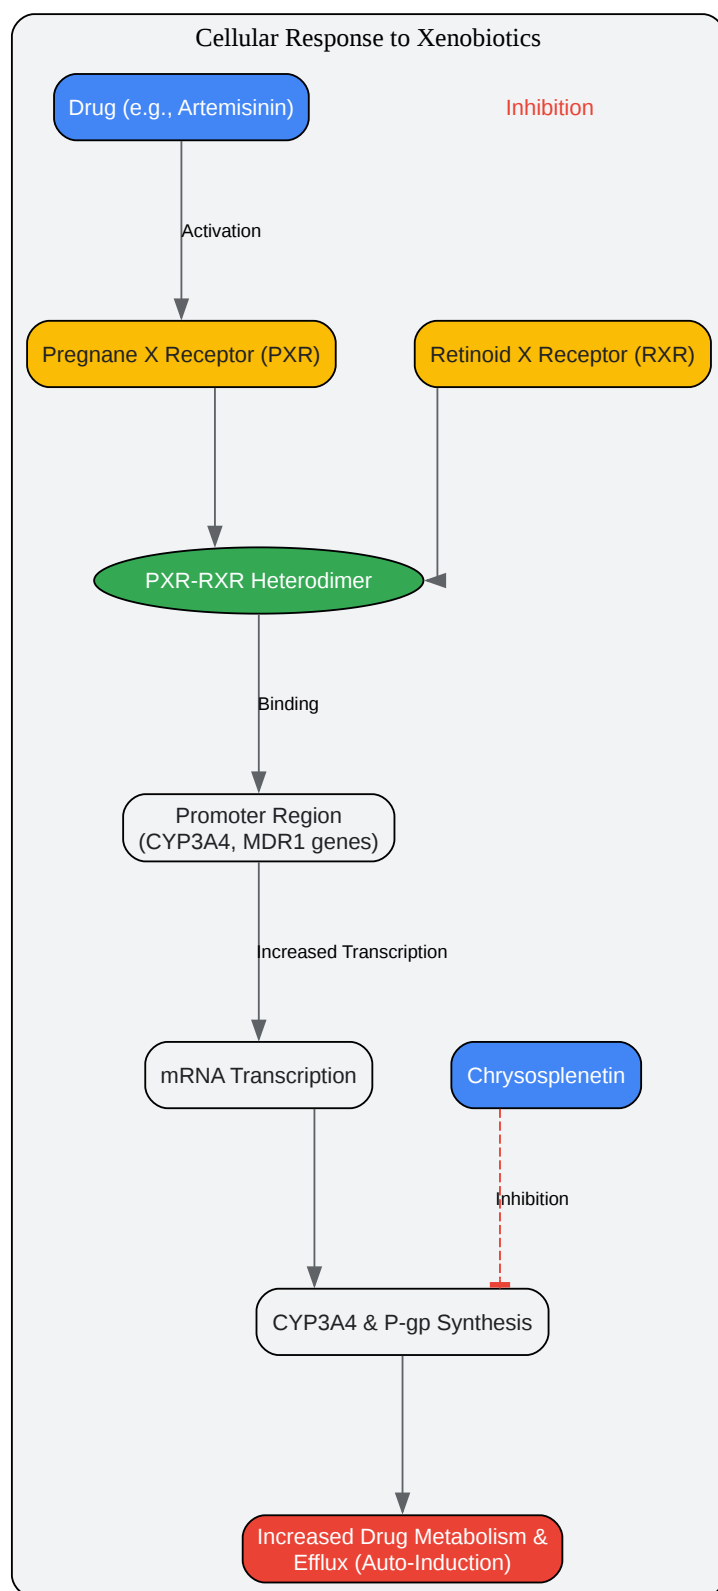 Cellular Response to Xenobiotics
Drug (e.g., Artemisinin)
Inhibition
Activation
Pregnane X Receptor (PXR)
Retinoid X Receptor (RXR)
PXR-RXR Heterodimer
Binding
Promoter Region
(CYP3A4, MDR1 genes)
Increased Transcription
mRNA Transcription
Chrysosplenetin
Inhibition
CYP3A4 & P-gp Synthesis
Increased Drug Metabolism &
Efflux (Auto-Induction)